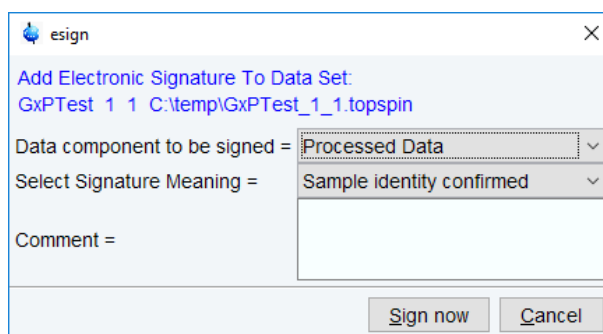 esign
Add Electronic Signature To Data Set:
GxPTest 1 1 C:\temp\GxPTest_1_1.topspin
Data component to be signed = Processed Data
Select Signature Meaning = Sample identity confirmed
Comment =
Sign now Cancel